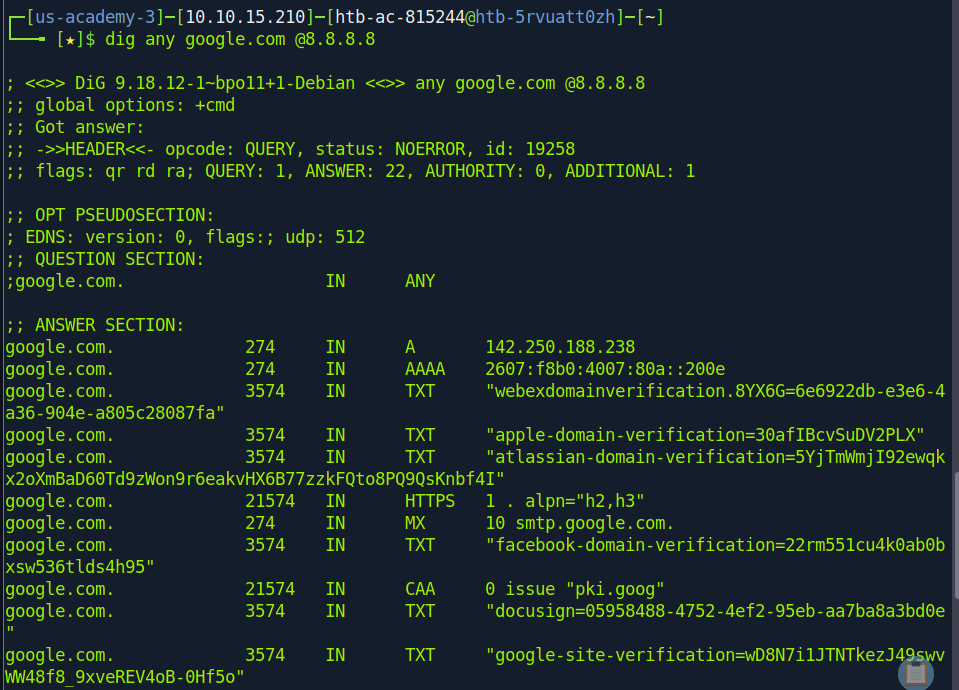 ┌─[us-academy-3]─[10.10.15.210]─[htb-ac-815244@htb-5rvuatt0zh]─[~]
└──╼ [★]$ dig any google.com @8.8.8.8
; <<>> DiG 9.18.12-1~bpo11+1-Debian <<>> any google.com @8.8.8.8
;; global options: +cmd
;; Got answer:
;; ->>HEADER<<- opcode: QUERY, status: NOERROR, id: 19258
;; flags: qr rd ra; QUERY: 1, ANSWER: 22, AUTHORITY: 0, ADDITIONAL: 1
;; OPT PSEUDOSECTION:
; EDNS: version: 0, flags:; udp: 512
;; QUESTION SECTION:
;google.com. IN ANY
;; ANSWER SECTION:
google.com. 274 IN A 142.250.188.238
google.com. 274 IN AAAA 2607:f8b0:4007:80a::200e
google.com. 3574 IN TXT "webexdomainverification.8YX6G=6e6922db-e3e6-4
a36-904e-a805c28087fa"
google.com. 3574 IN TXT "apple-domain-verification=30afIBcvSuDV2PLX"
google.com. 3574 IN TXT "atlassian-domain-verification=5YjTmWmjI92ewqk
x2oXmBaD60Td9zWon9r6eakvHX6B77zzkFQto8PQ9QsKnbf4I"
google.com. 21574 IN HTTPS 1 . alpn="h2,h3"
google.com. 274 IN MX 10 smtp.google.com.
google.com. 3574 IN TXT "facebook-domain-verification=22rm551cu4k0ab0b
xsw536tlds4h95"
google.com. 21574 IN CAA 0 issue "pki.goog"
google.com. 3574 IN TXT "docusign=05958488-4752-4ef2-95eb-aa7ba8a3bd0e
"
google.com. 3574 IN TXT "google-site-verification=wD8N7i1JTNTkezJ49swv
WW48f8_9xveREV4oB-0Hf5o"